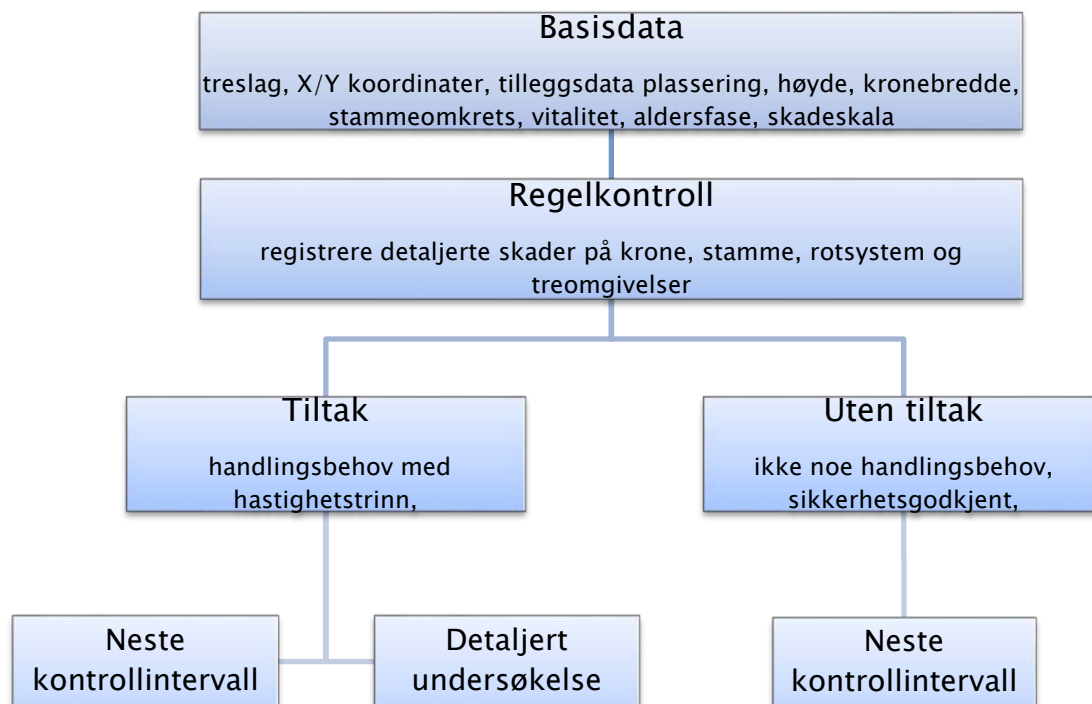 Basisdata
treslag, X/Y koordinater, tilleggsdata plassering, høyde, kronebredde,
stammeomkrets, vitalitet, aldersfase, skadeskala
Regelkontroll
registrere detaljerte skader på krone, stamme, rotsystem og
treomgivelser
Tiltak
handlingsbehov med
hastighetstrinn,
Uten tiltak
ikke noe handlingsbehov,
sikkerhetsgodkjent,
Neste
kontrollintervall
Detaljert
undersøkelse
Neste
kontrollintervall